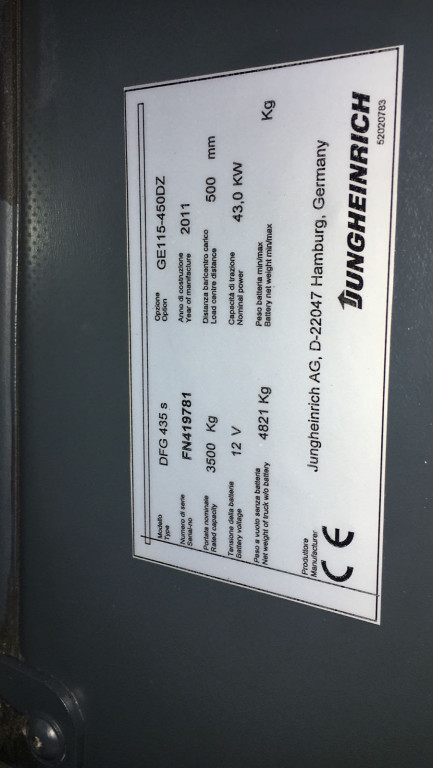 Modello DFG 435 s Opzione GE115-450DZ
Type Option
Numero di serie FN419781 Anno di costruzione 2011
Serial-no Year of manifacture
Portata nominale 3500 Kg Distanza baricentro carico 500 mm
Rated capacity Load centre distance
Tensione della batterie 12 V Capacità di trazione 43,0 KW
Battery voltage Nominal power
Peso a vuoto senza batteria 4821 Kg Peso batteria min/max Kg
Net weight of truck w/o battery Battery net weight min/max
Produttore Jungheinrich AG, D-22047 Hamburg, Germany
Manufacturer
CE JUNGHEINRICH
52020783